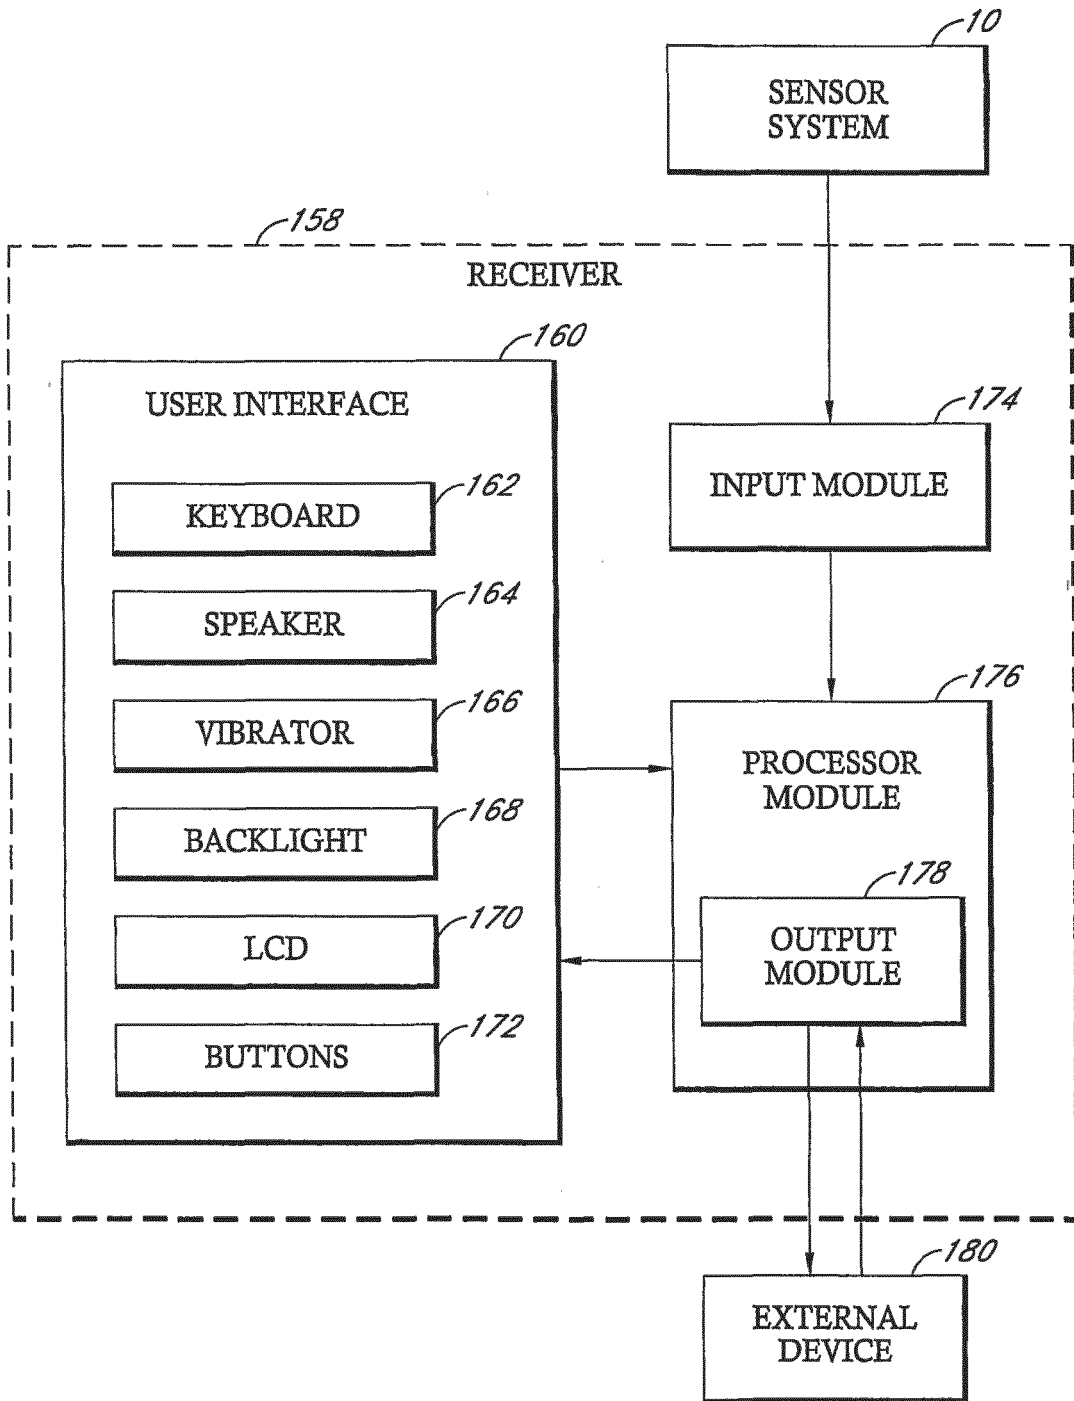 10
SENSOR
SYSTEM
158
RECEIVER
160
USER INTERFACE
174
INPUT MODULE
162
KEYBOARD
164
SPEAKER
166
VIBRATOR
168
BACKLIGHT
170
LCD
172
BUTTONS
176
PROCESSOR
MODULE
178
OUTPUT
MODULE
180
EXTERNAL
DEVICE